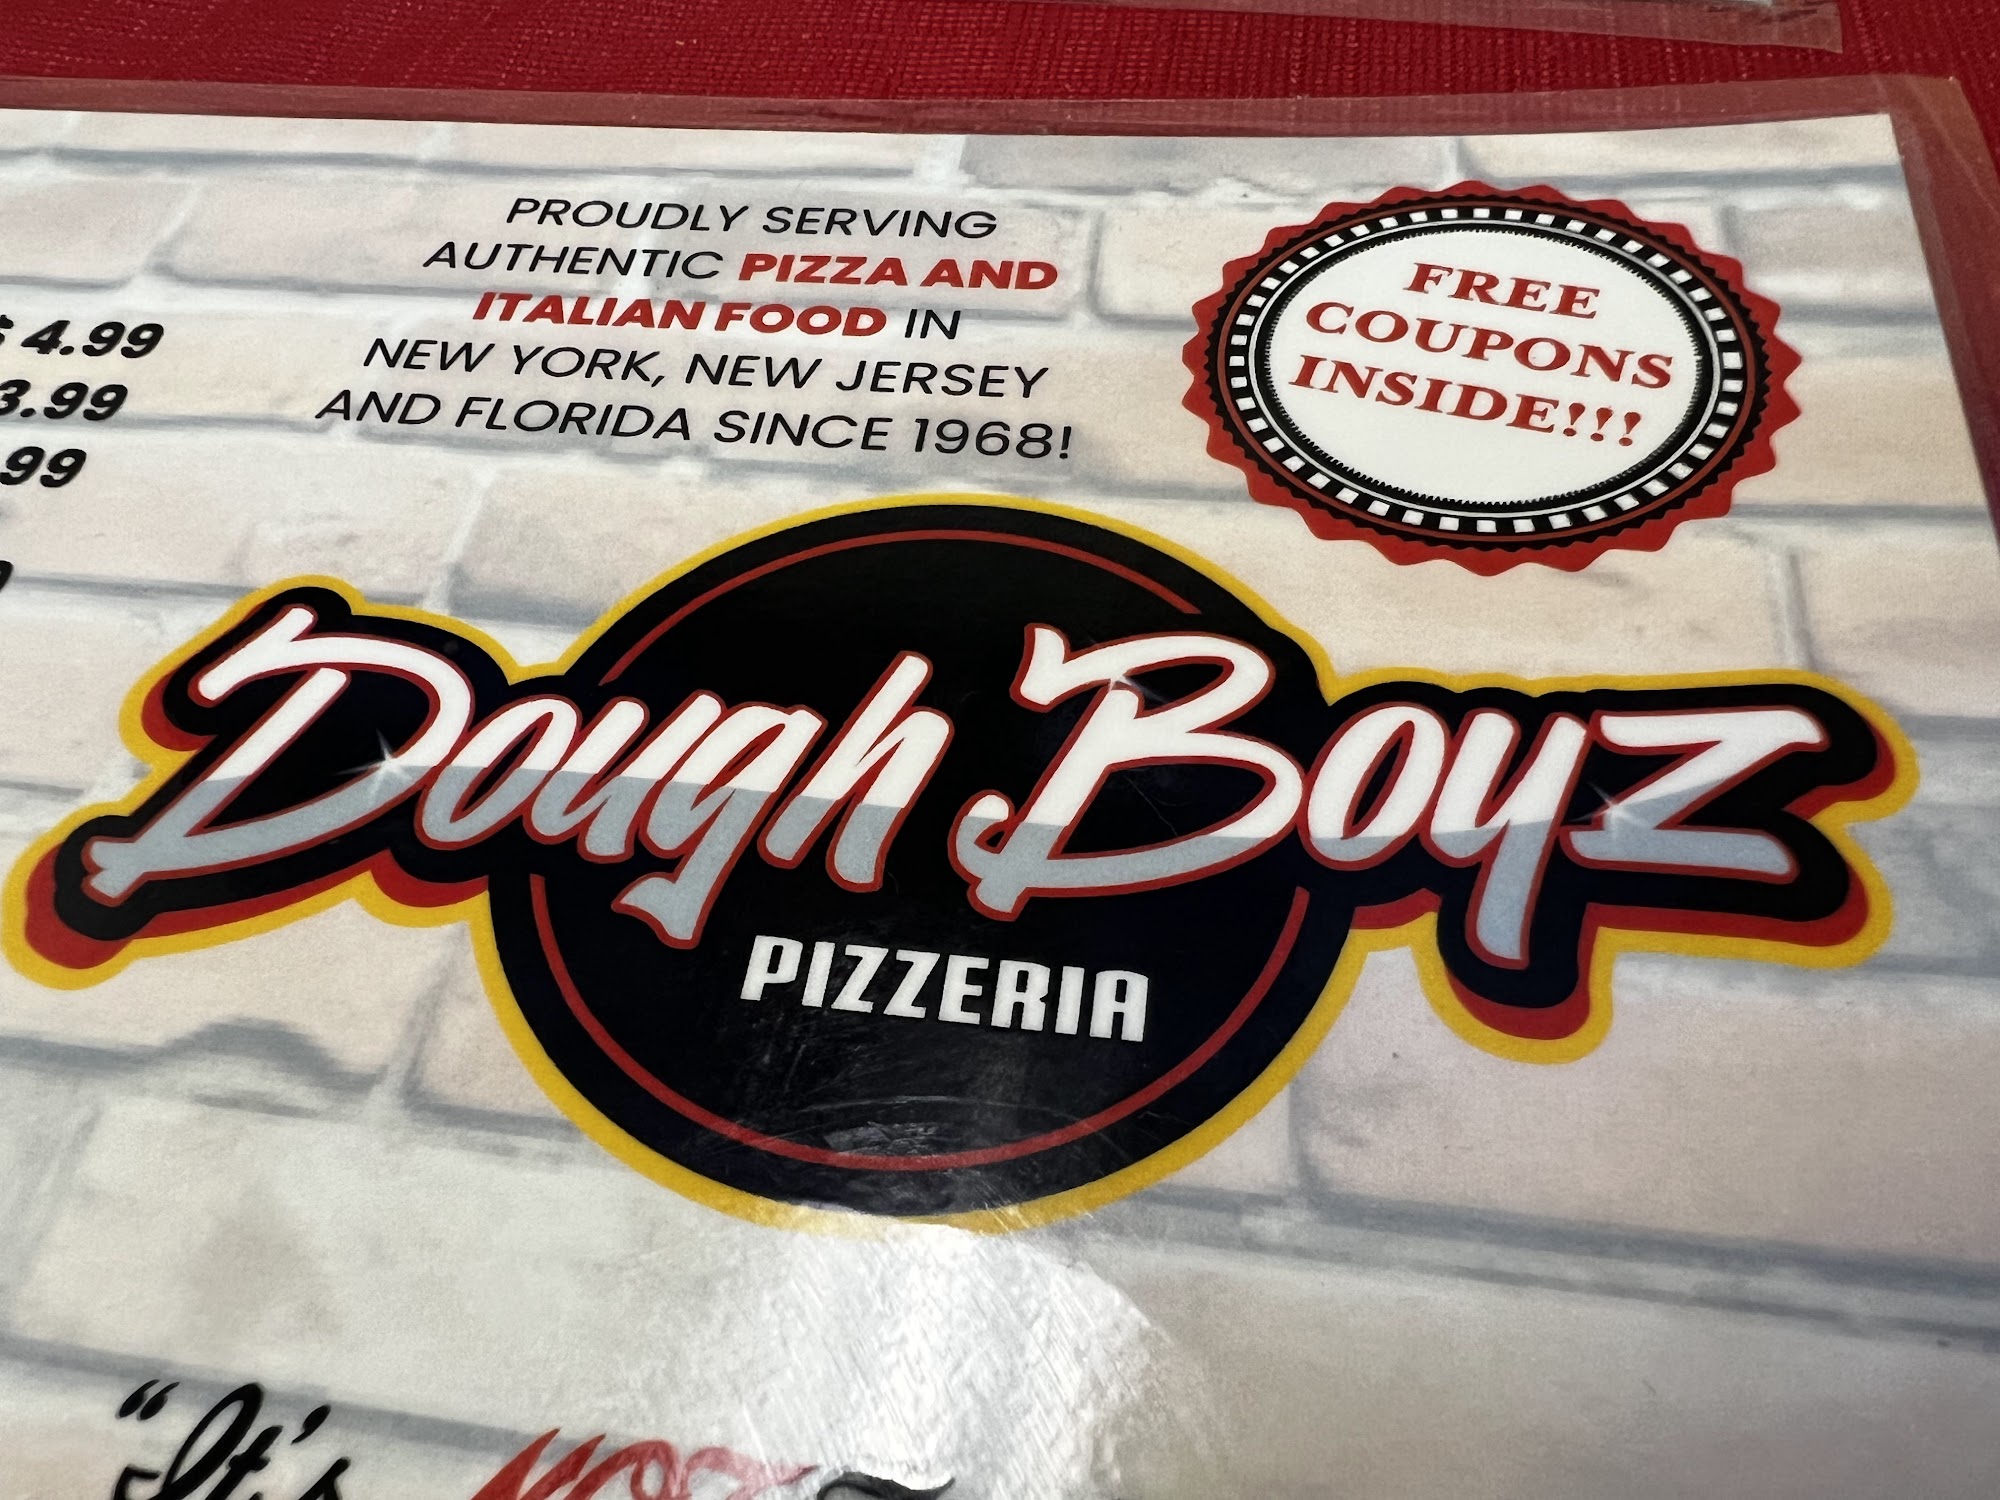 PROUDLY SERVING
AUTHENTIC PIZZA AND
ITALIAN FOOD IN
NEW YORK, NEW JERSEY
AND FLORIDA SINCE 1968!
FREE
COUPONS
INSIDE!!!
$ 4.99
3.99
.99
Dough Boyz
PIZZERIA
"It's